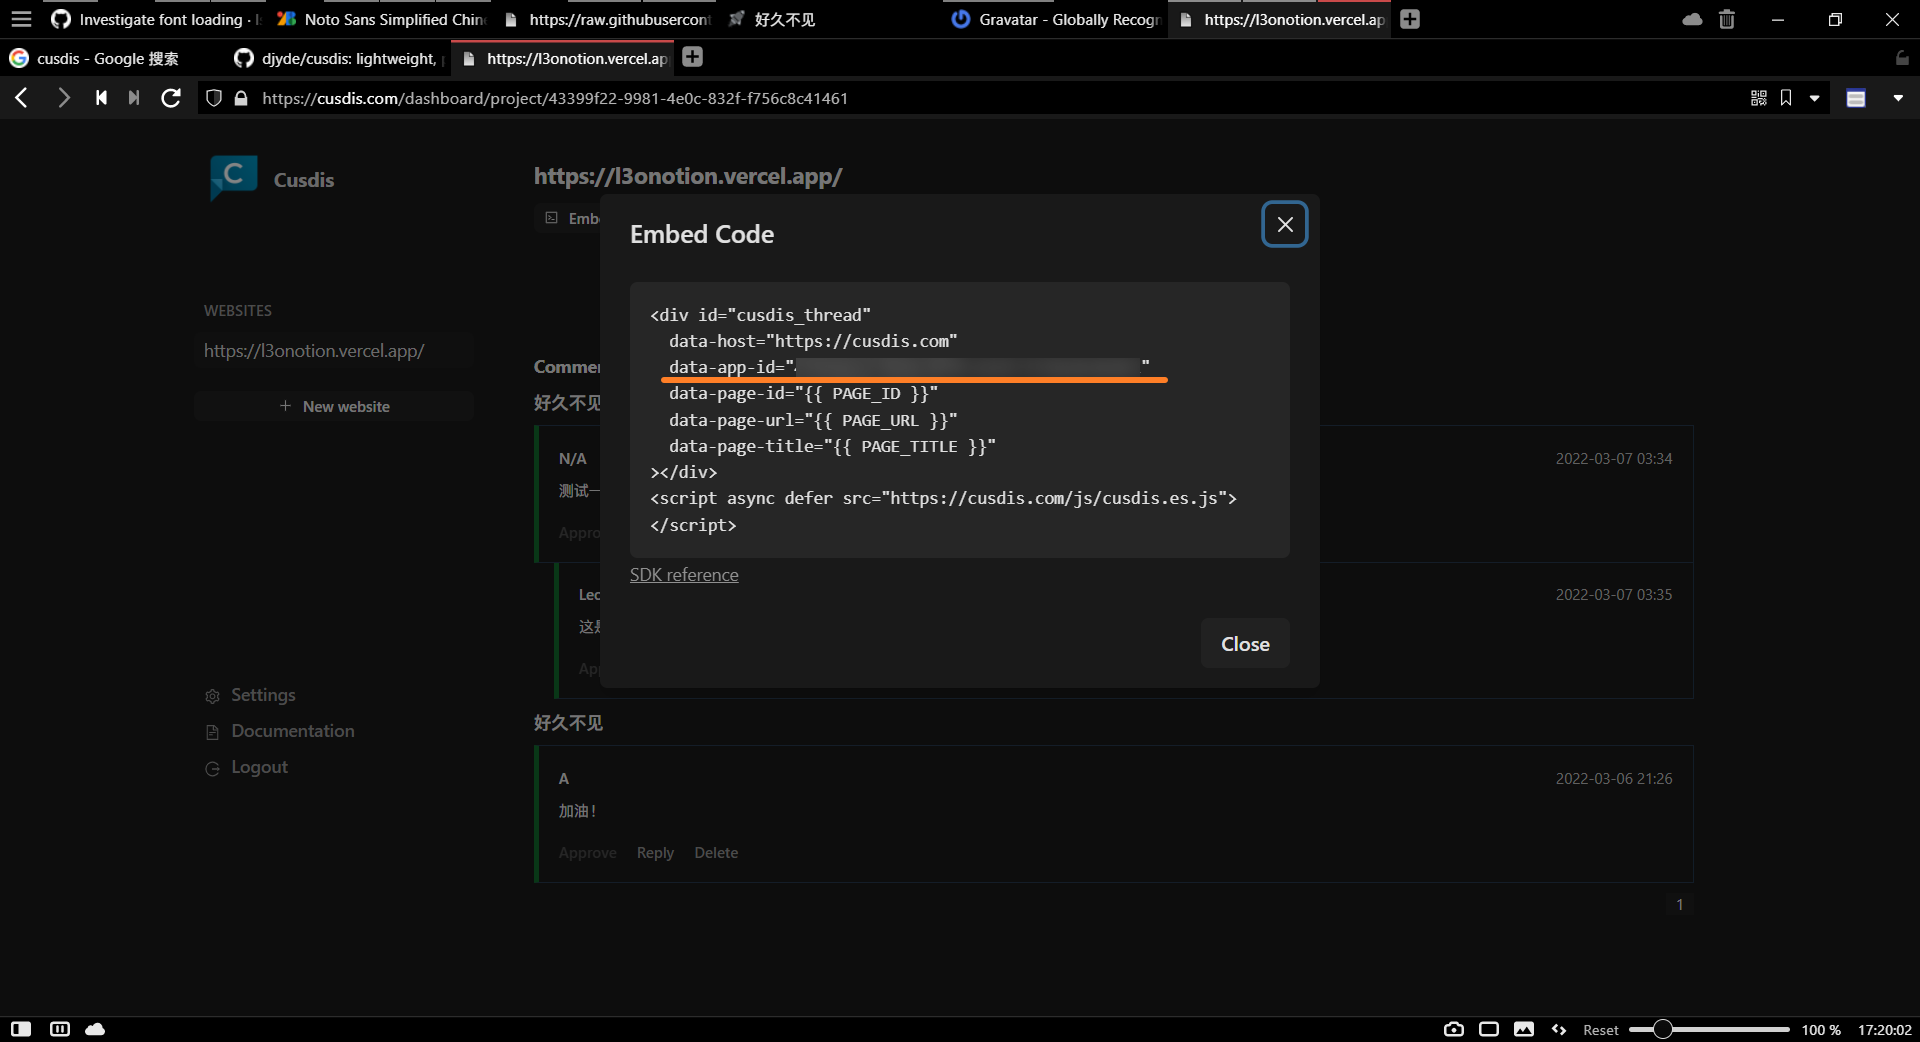 Investigate font loading ·
Noto Sans Simplified Chin
https://raw.githubusercont
好久不见
Gravatar - Globally Recogn
https://l3onotion.vercel.ap
cusdis - Google 搜索
djyde/cusdis: lightweight,
https://l3onotion.vercel.ap
https://cusdis.com/dashboard/project/43399f22-9981-4e0c-832f-f756c8c41461
C
Cusdis
https://l3onotion.vercel.app/
Embe
Embed Code
<div id="cusdis_thread"
data-host="https://cusdis.com"
data-app-id=" "
data-page-id="{{ PAGE_ID }}"
data-page-url="{{ PAGE_URL }}"
data-page-title="{{ PAGE_TITLE }}"
></div>
<script async defer src="https://cusdis.com/js/cusdis.es.js">
</script>
SDK reference
Close
WEBSITES
https://l3onotion.vercel.app/
New website
Settings
Documentation
Logout
Commen
好久不见
N/A
2022-03-07 03:34
测试一
Appro
Leo
2022-03-07 03:35
这是
App
好久不见
A
2022-03-06 21:26
加油！
Approve Reply Delete
1
Reset
100 %
17:20:02